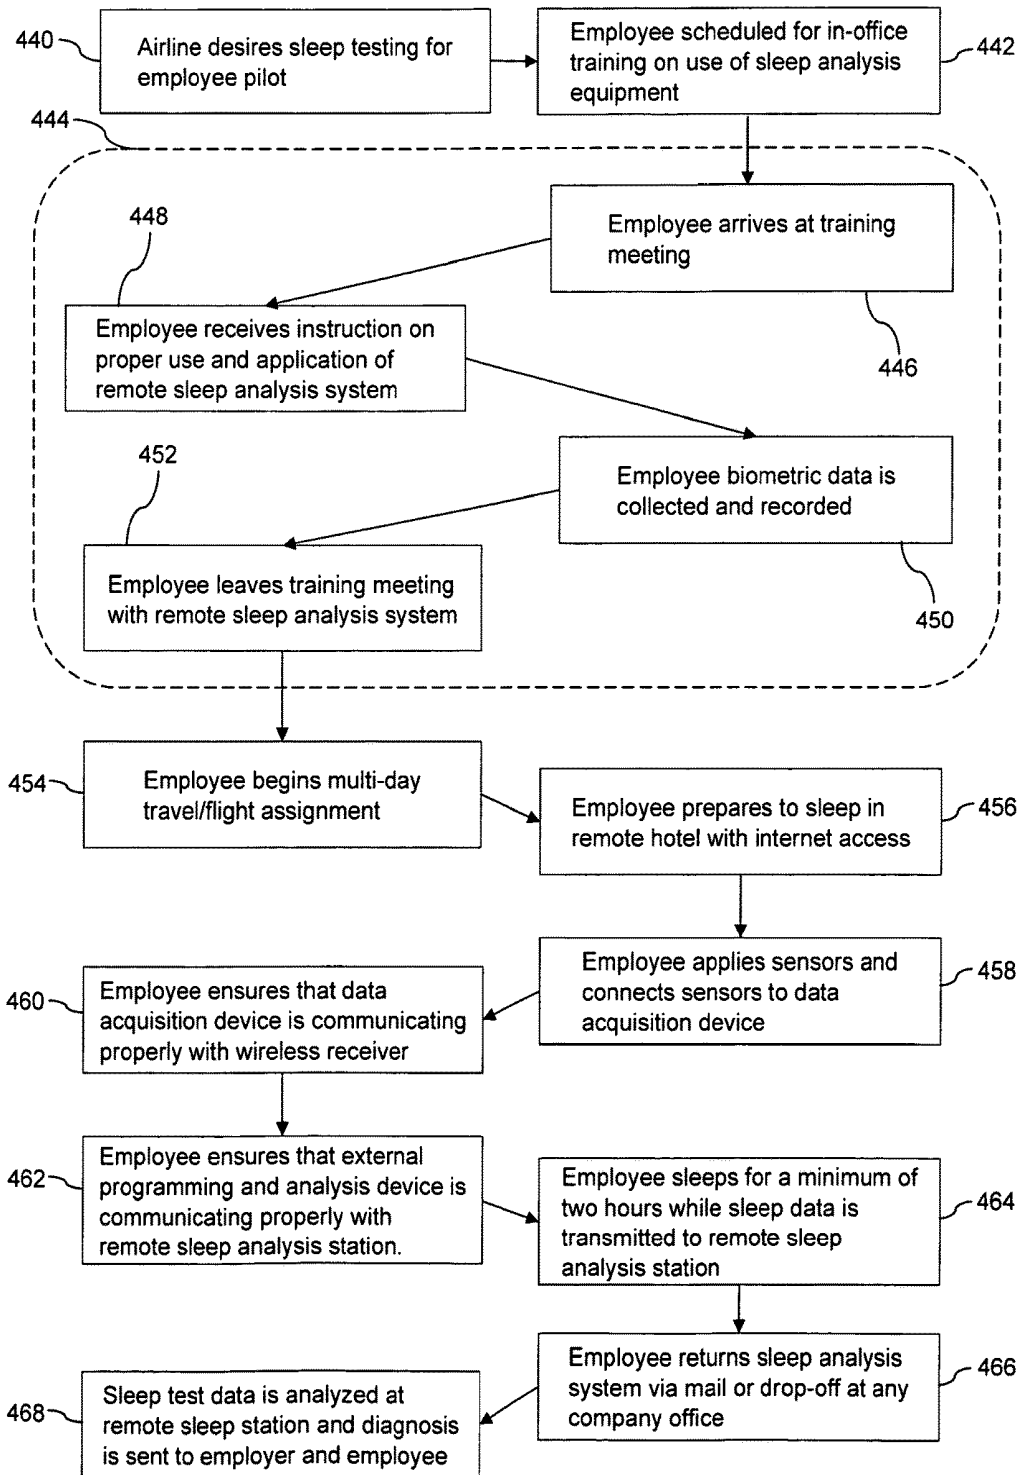 440
Airline desires sleep testing for
employee pilot
Employee scheduled for in-office
training on use of sleep analysis
equipment
442
444
Employee arrives at training
meeting
446
448
Employee receives instruction on
proper use and application of
remote sleep analysis system
Employee biometric data is
collected and recorded
450
452
Employee leaves training meeting
with remote sleep analysis system
454
Employee begins multi-day
travel/flight assignment
Employee prepares to sleep in
remote hotel with internet access
456
Employee applies sensors and
connects sensors to data
acquisition device
458
460
Employee ensures that data
acquisition device is communicating
properly with wireless receiver
462
Employee ensures that external
programming and analysis device is
communicating properly with
remote sleep analysis station.
Employee sleeps for a minimum of
two hours while sleep data is
transmitted to remote sleep
analysis station
464
Employee returns sleep analysis
system via mail or drop-off at any
company office
466
468
Sleep test data is analyzed at
remote sleep station and diagnosis
is sent to employer and employee